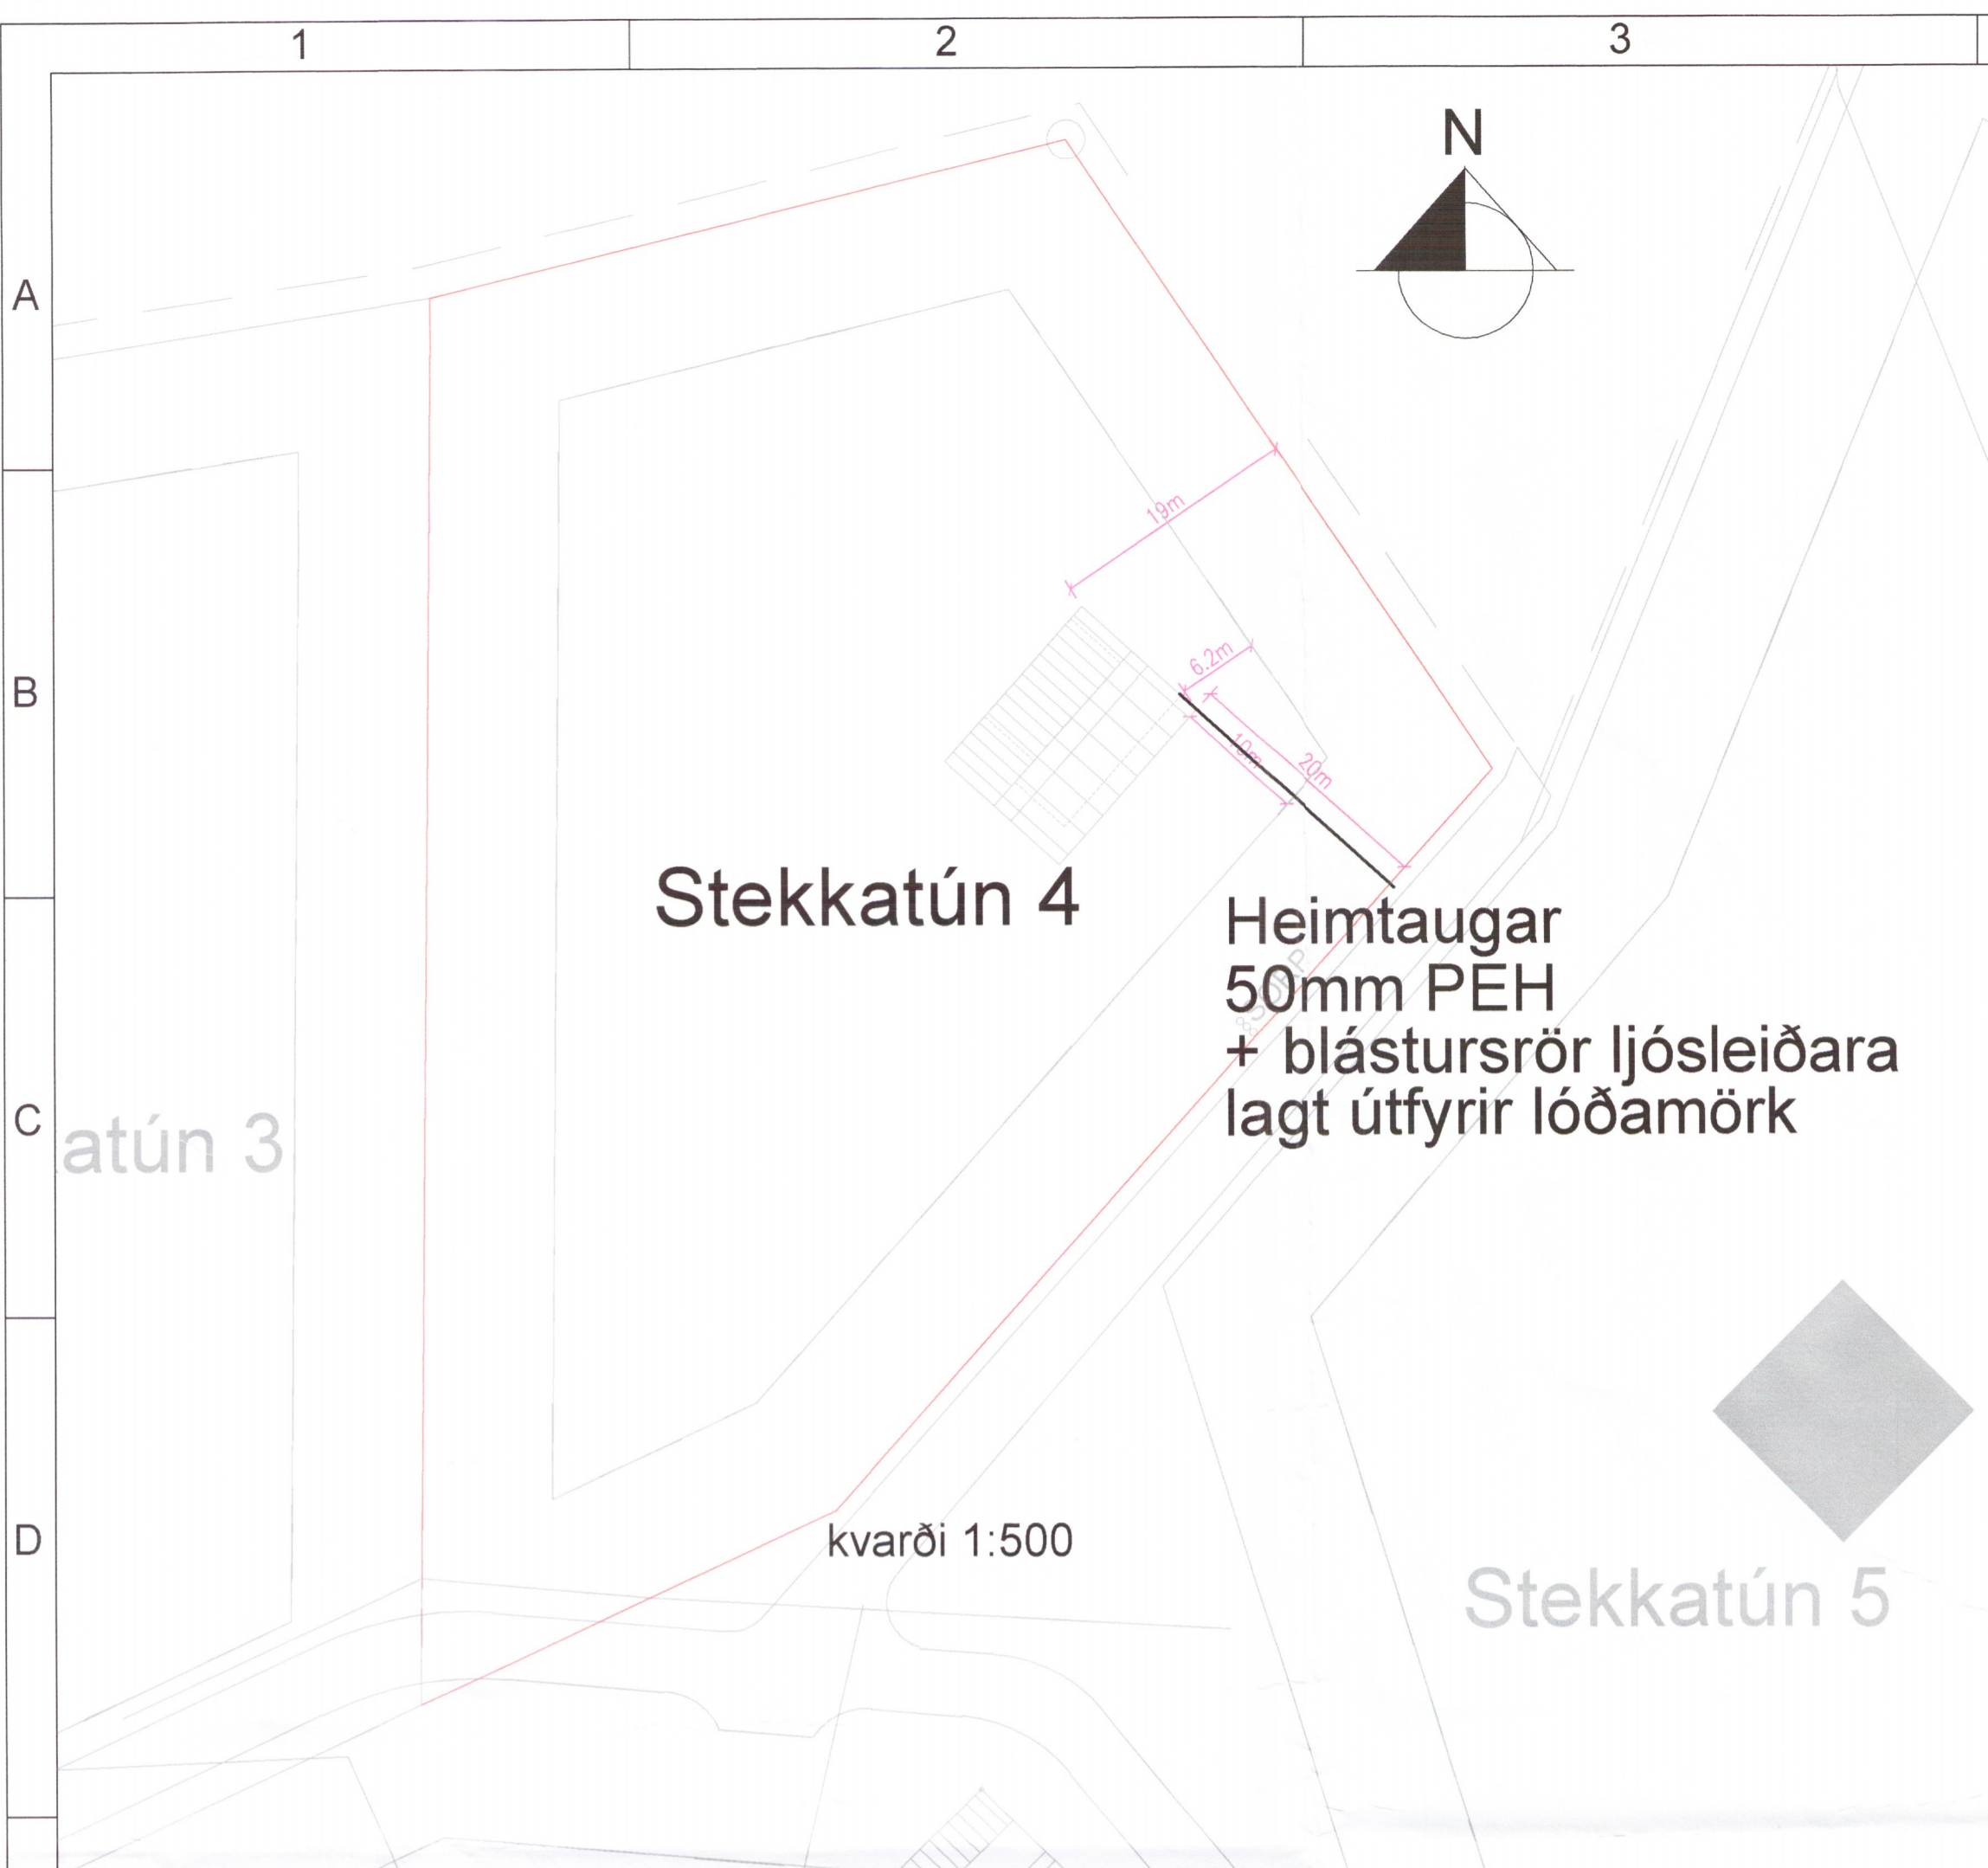 1
2
3
N
A
19m
B
6.2m
10m
20m
Stekkatún 4
Heimtaugar
50mm PEH
+ blástursrör ljósleiðara
lagt útfyrir lóðamörk
SORP
C
atún 3
D
kvarði 1:500
Stekkatún 5